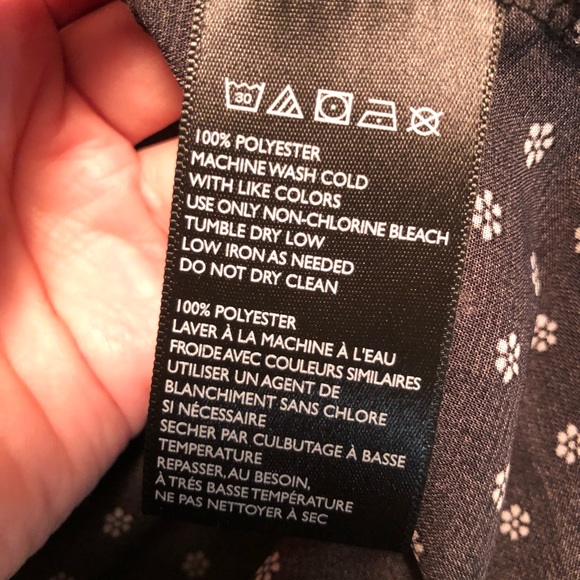 30
100% POLYESTER
MACHINE WASH COLD
WITH LIKE COLORS
USE ONLY NON-CHLORINE BLEACH
TUMBLE DRY LOW
LOW IRON AS NEEDED
DO NOT DRY CLEAN
100% POLYESTER
LAVER À LA MACHINE À L'EAU
FROIDE AVEC COULEURS SIMILAIRES
UTILISER UN AGENT DE
BLANCHIMENT SANS CHLORE
SI NÉCESSAIRE
SECHER PAR CULBUTAGE À BASSE
TEMPERATURE
REPASSER, AU BESOIN,
À TRÉS BASSE TEMPÉRATURE
NE PAS NETTOYER À SEC